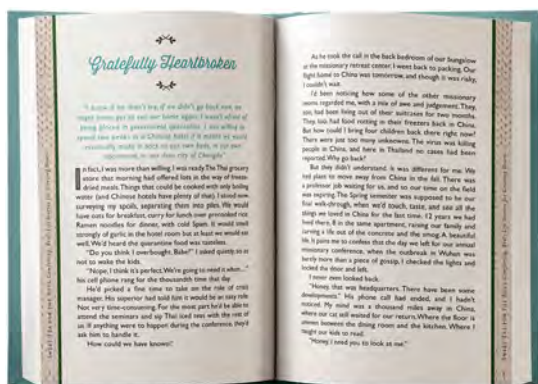 Gratefully Heartbroken
In fact, I was more than willing. I was ready. The Thai grocery
store that morning had offered lots in the way of freeze-
dried meals. Things that could be cooked with only boiling
water (and Chinese hotels have plenty of that). I stood now
surveying my spoils, separating them into piles. We would
have oats for breakfast, curry for lunch over precooked rice.
Ramen noodles for dinner, with cold Spam. It would smell
strongly of garlic in the hotel room but at least we would eat
well. We'd heard the quarantine food was tasteless.
"Do you think I overbought, Babe?" I asked quietly so as
not to wake the kids.
"Nope, I think it's perfect. We're going to need it when..."
his cell phone rang for the thousandth time that day.
He'd picked a fine time to take on the role of crisis
manager. His superior had told him it would be an easy role.
Not very time-consuming. For the most part he'd be able to
attend the seminars and sip Thai iced teas with the rest of
us. If anything were to happen during the conference, they'd
ask him to handle it.
How could we have known?
As he took the call in the back bedroom of our bungalow
at the missionary retreat center, I went back to packing. Our
flight home to China was tomorrow, and though it was risky,
I couldn't wait.
I'd been noticing how some of the other missionary
moms regarded me, with a mix of awe and judgement. They,
too, had been living out of their suitcases for two months.
They, too, had food rotting in their freezers back in China.
But how could I bring four children back there right now?
There were just too many unknowns. The virus was killing
people in China, and here in Thailand no cases had been
reported. Why go back?
But they didn't understand. It was different for me. We
had plans to move away from China in the fall. There was
a professor job waiting for us, and so our time on the field
was expiring. The Spring semester was supposed to be our
final walk-through, when we'd touch, taste, and eat all the
things we loved in China for the last time. 12 years we had
lived there, 8 in the same apartment, raising our family and
carving a life out of the concrete and the smog. A beautiful
life. It pains me to confess that the day we left for our annual
missionary conference, when the outbreak in Wuhan was
barely more than a piece of gossip, I checked the lights and
locked the door and left.
I never even looked back.
"Honey, that was headquarters. There have been some
developments." His phone call had ended, and I hadn't
noticed. My mind was a thousand miles away in China,
where our cat still waited for our return. Where the floor is
uneven between the dining room and the kitchen. Where I
taught our kids to read.
"Honey, I need you to look at me."